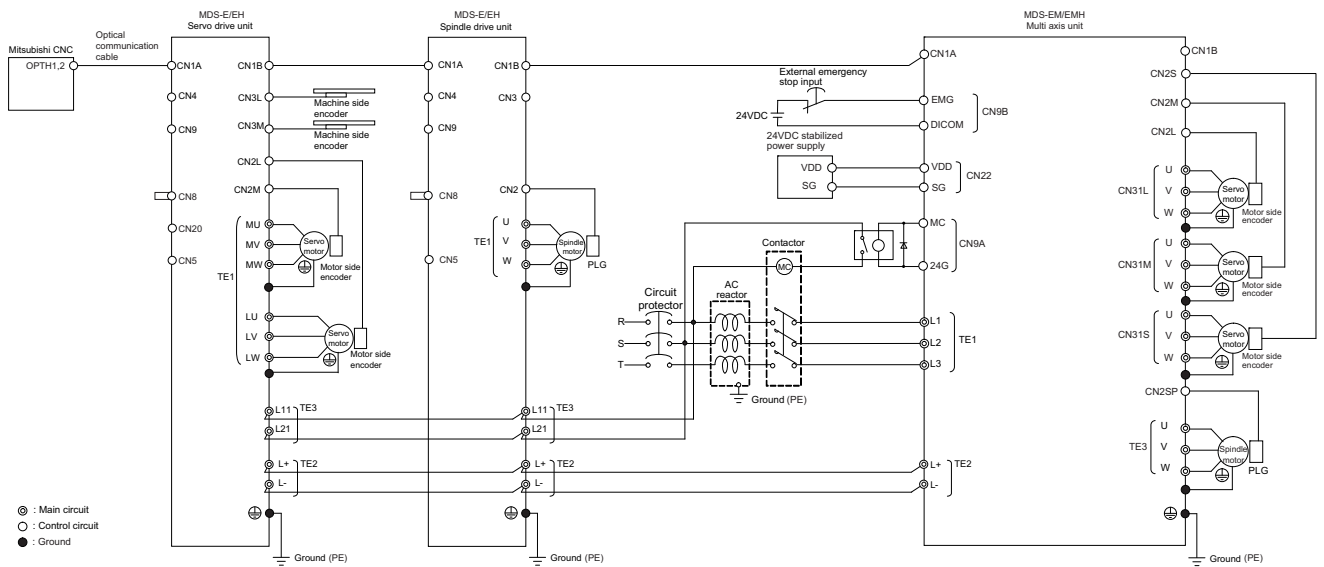 MDS-E/EH
Servo drive unit
MDS-E/EH
Spindle drive unit
MDS-EM/EMH
Multi axis unit
Mitsubishi CNC
OPTH1,2
Optical
communication
cable
CN1A
CN4
CN9
CN8
CN20
CN5
CN1B
CN3L
Machine side
encoder
CN3M
Machine side
encoder
CN2L
CN2M
TE1
MU
MV
MW
Servo
motor
Motor side
encoder
LU
LV
LW
Servo
motor
Motor side
encoder
L11
TE3
L21
L+
TE2
L-
Ground (PE)
CN1A
CN4
CN9
CN8
CN5
CN1B
CN3
CN2
TE1
U
V
W
Spindle
motor
PLG
L11
TE3
L21
L+
TE2
L-
Ground (PE)
External emergency
stop input
24VDC
24VDC stabilized
power supply
VDD
SG
Contactor
MC
AC
reactor
Circuit
protector
R
S
T
Ground (PE)
CN1A
EMG
CN9B
DICOM
VDD
CN22
SG
MC
CN9A
24G
L1
L2
TE1
L3
L+
TE2
L-
CN1B
CN2S
CN2M
CN2L
CN31L
U
V
W
Servo
motor
Motor side
encoder
CN31M
U
V
W
Servo
motor
Motor side
encoder
CN31S
U
V
W
Servo
motor
Motor side
encoder
CN2SP
TE3
U
V
W
Spindle
motor
PLG
Ground (PE)
: Main circuit
: Control circuit
: Ground